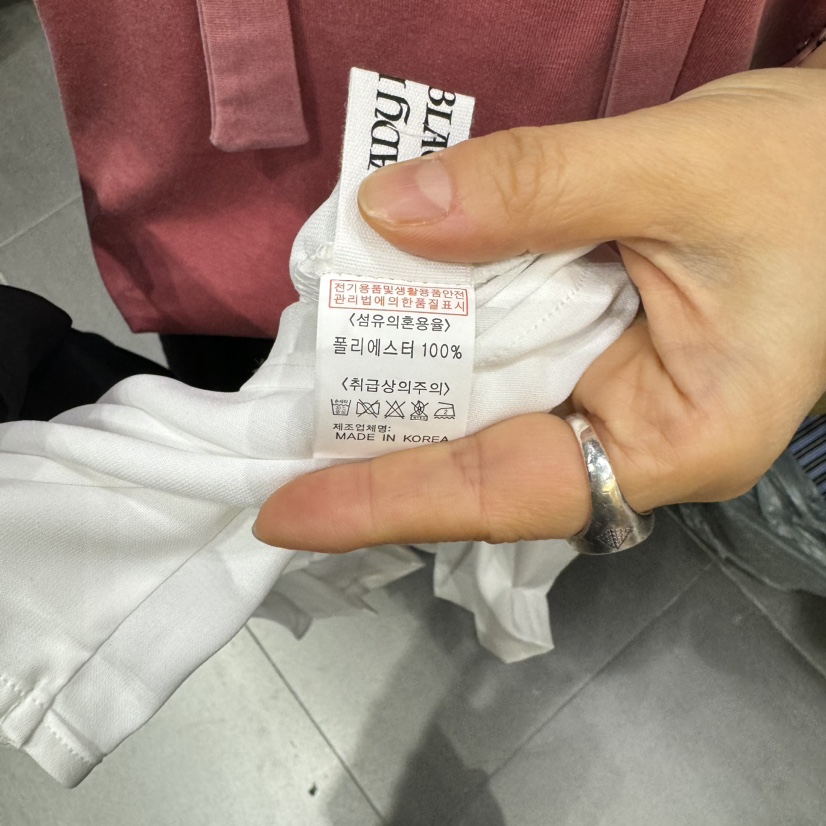 전기용품및생활용품안전
관리법에의한품질표시
〈섬유의혼용율〉
폴리에스터 100%
〈취급상의주의〉
제조업체명:
MADE IN KOREA